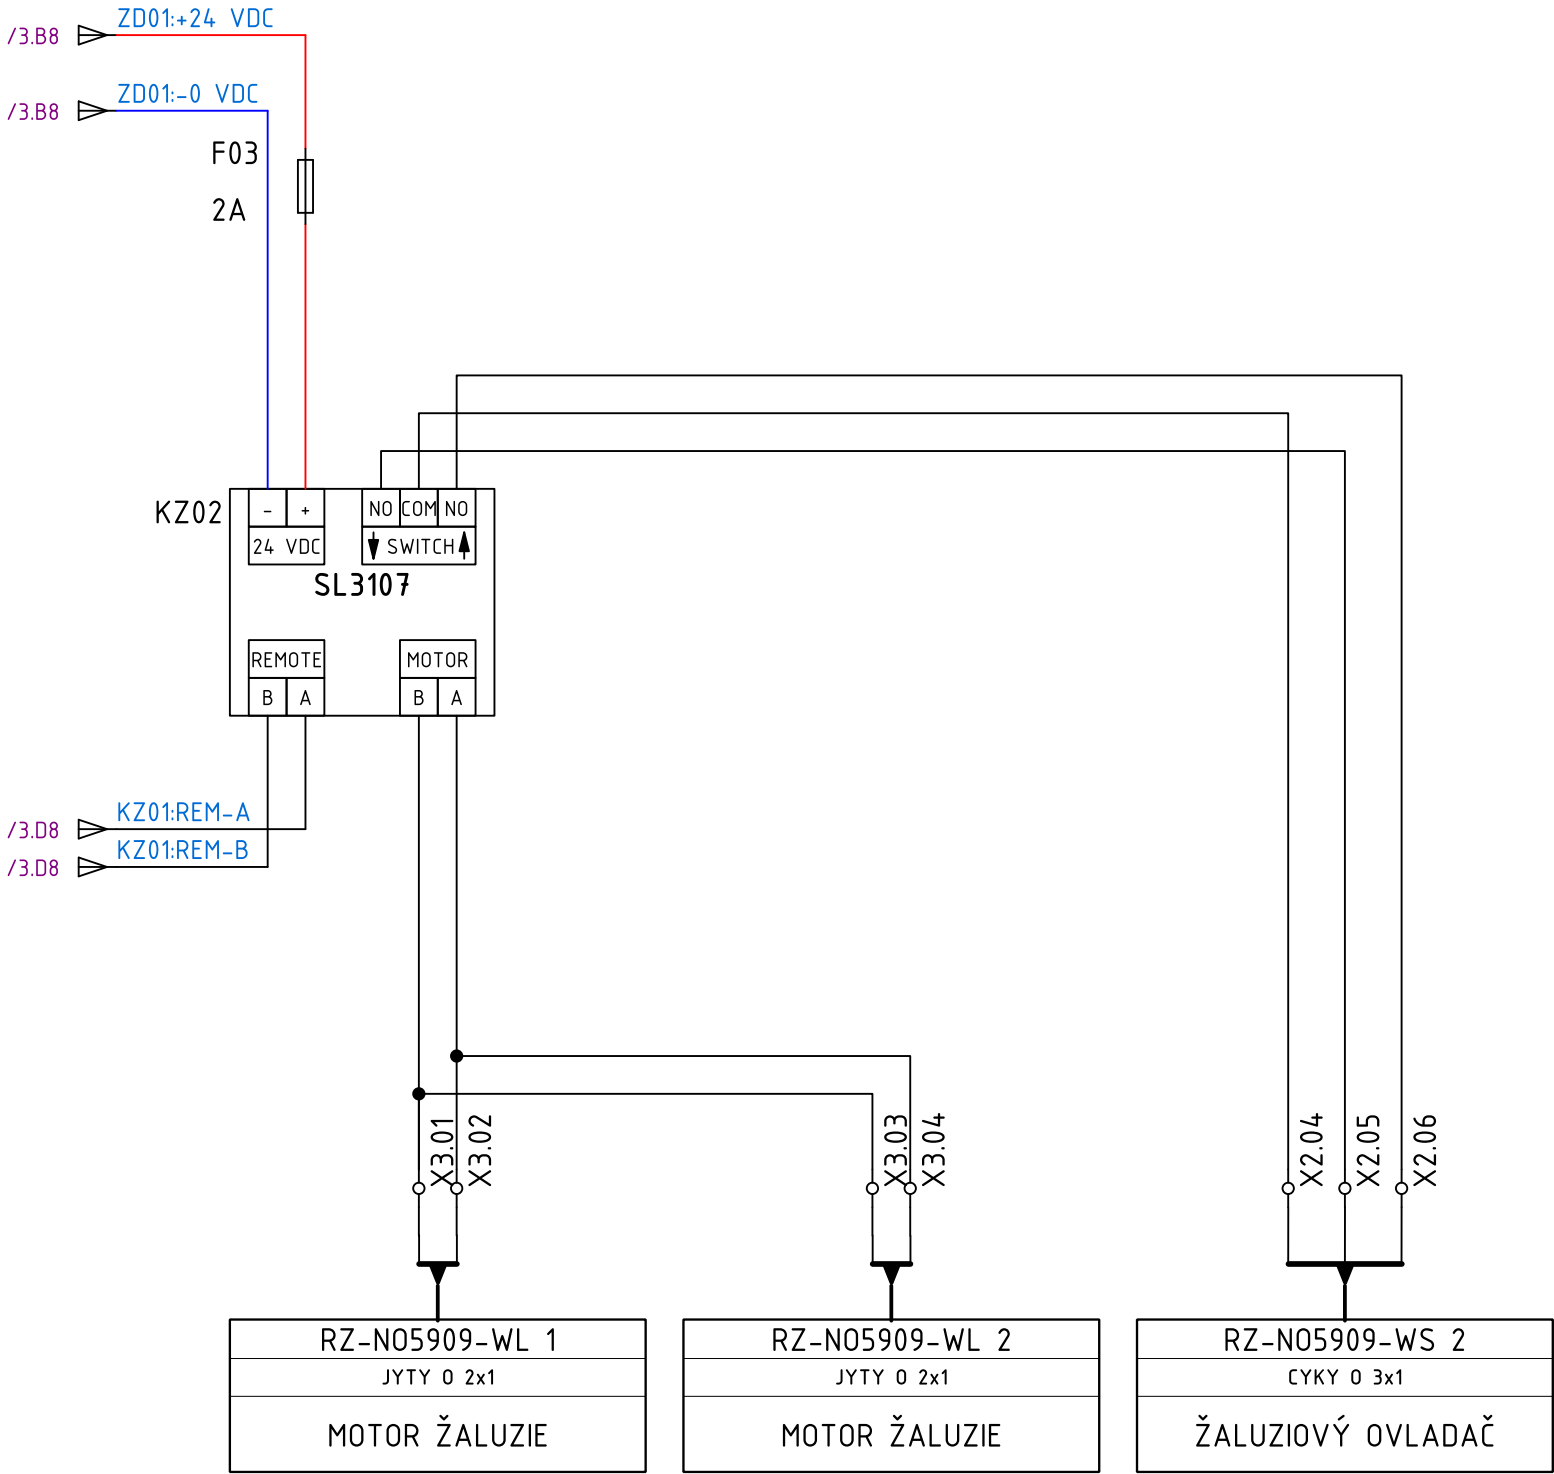 ZD01:+24 VDC
/3.B8
ZD01:-0 VDC
/3.B8
F03
2A
KZ02
- +
24 VDC
NO COM NO
SWITCH
SL3107
REMOTE
B A
MOTOR
B A
KZ01:REM-A
/3.D8
KZ01:REM-B
/3.D8
X3.01
X3.02
X3.03
X3.04
X2.04
X2.05
X2.06
RZ-NO5909-WL 1
JYTY O 2x1
MOTOR ŽALUZIE
RZ-NO5909-WL 2
JYTY O 2x1
MOTOR ŽALUZIE
RZ-NO5909-WS 2
CYKY O 3x1
ŽALUZIOVÝ OVLADAČ